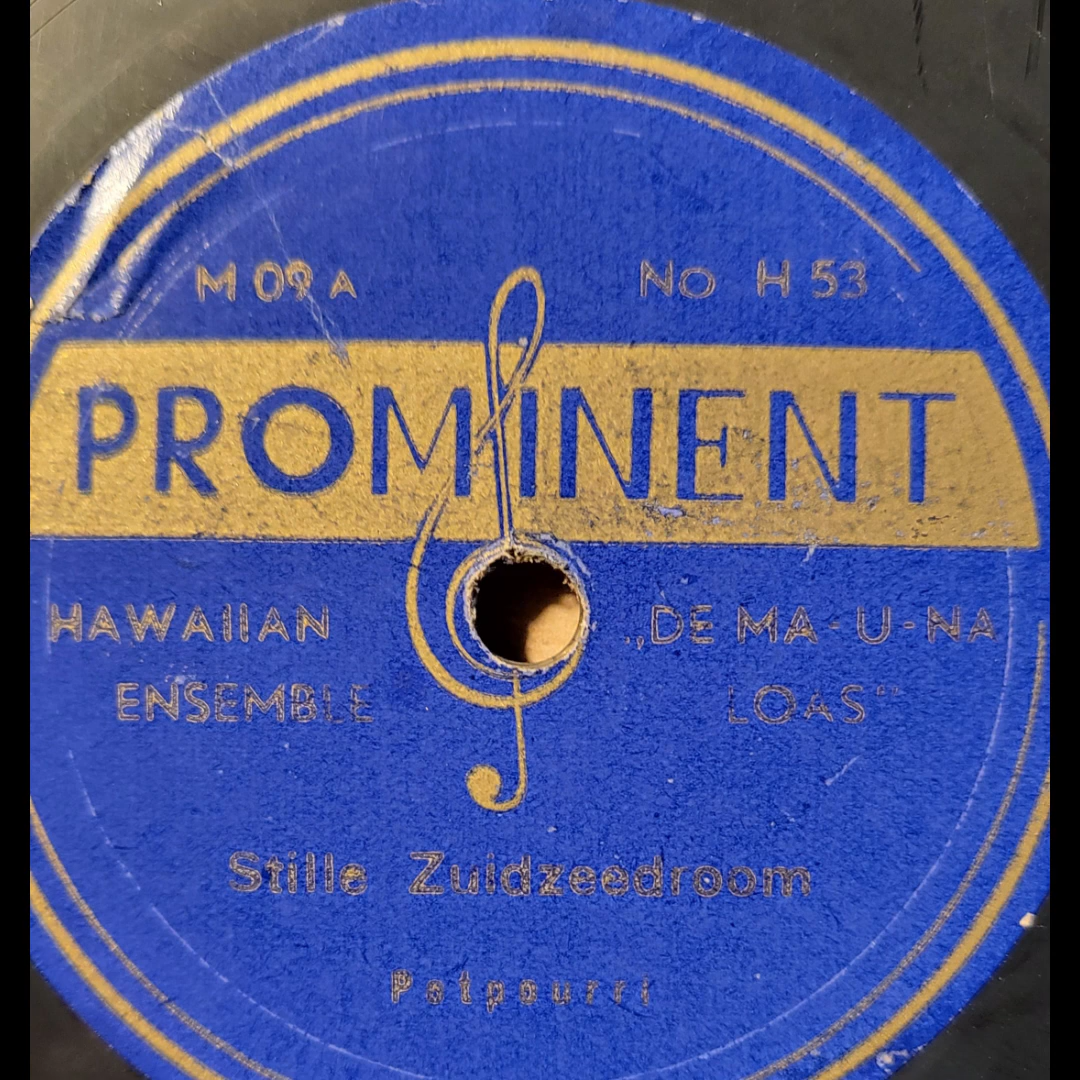 M 09 A No H 53
PROMINENT
HAWAIIAN „DE MA-U-NA
ENSEMBLE LOAS“
Stille Zuidzeedroom
Potpourri